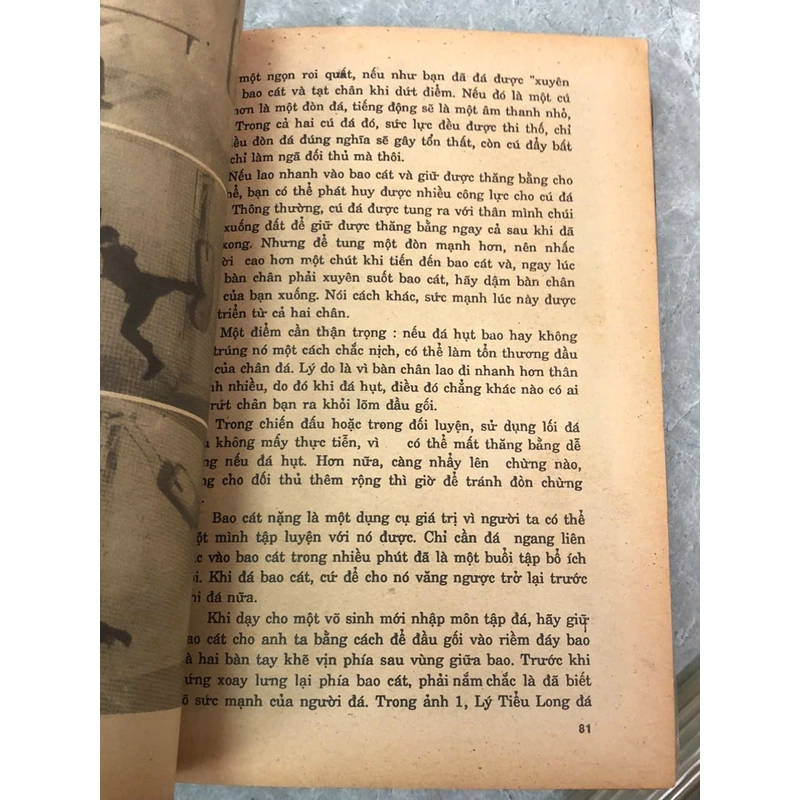 một ngọn roi quất, nếu như bạn đã đá được "xuyên
bao cát và tạt chân khi dứt điểm. Nếu đó là một cú
hơn là một đòn đá, tiếng động sẽ là một âm thanh nhỏ,
Trong cả hai cú đá đó, sức lực đều được thi thố, chỉ
đòn đá đúng nghĩa sẽ gây tổn thất, còn cú đẩy bất
chỉ làm ngã đối thủ mà thôi.
Nếu lao nhanh vào bao cát và giữ được thăng bằng cho
bạn có thể phát huy được nhiều công lực cho cú đá
Thông thường, cú đá được tung ra với thân mình chúi
xuống đất để giữ được thăng bằng ngay cả sau khi đã
xong. Nhưng để tung một đòn mạnh hơn, nên nhấc
cao hơn một chút khi tiến đến bao cát và, ngay lúc
bàn chân phải xuyên suốt bao cát, hãy dậm bàn chân
của bạn xuống. Nói cách khác, sức mạnh lúc này được
triển từ cả hai chân.
Một điểm cần thận trọng : nếu đá hụt bao hay không
trúng nó một cách chắc nịch, có thể làm tổn thương đầu
của chân đá. Lý do là vì bàn chân lao đi nhanh hơn thân
nhiều, do đó khi đá hụt, điều đó chẳng khác nào có ai
rứt chân bạn ra khỏi lõm đầu gối.
Trong chiến đấu hoặc trong đối luyện, sử dụng lối đá
không mấy thực tiễn, vì có thể mất thăng bằng dễ
nếu đá hụt. Hơn nữa, càng nhẩy lên chừng nào,
cho đối thủ thêm rộng thì giờ để tránh đòn chừng
Bao cát nặng là một dụng cụ giá trị vì người ta có thể
một mình tập luyện với nó được. Chỉ cần đá ngang liên
vào bao cát trong nhiều phút đã là một buổi tập bổ ích
Khi đá bao cát, cứ để cho nó văng ngược trở lại trước
khi đá nữa.
Khi dạy cho một võ sinh mới nhập môn tập đá, hãy giữ
bao cát cho anh ta bằng cách để đầu gối vào riềm đáy bao
và hai bàn tay khẽ vịn phía sau vùng giữa bao. Trước khi
đứng xoay lưng lại phía bao cát, phải nắm chắc là đã biết
rõ sức mạnh của người đá. Trong ảnh 1, Lý Tiểu Long đá
81